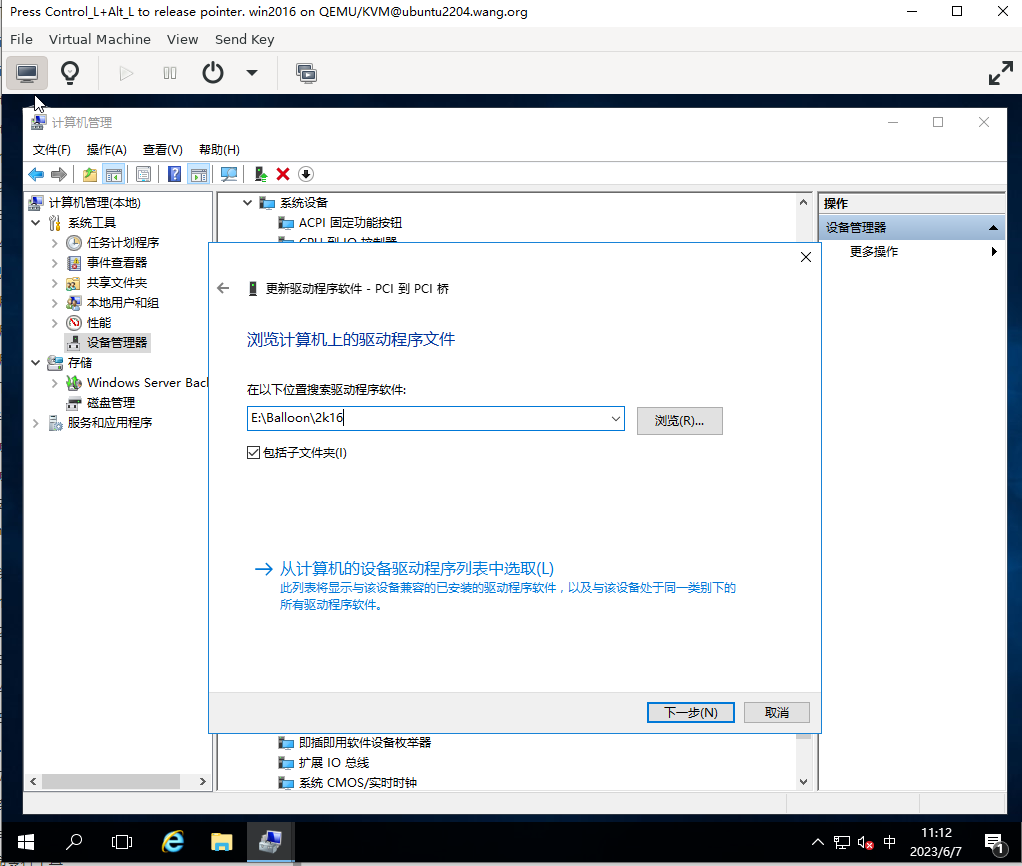 Press Control_L+Alt_L to release pointer. win2016 on QEMU/KVM@ubuntu2204.wang.org
File Virtual Machine View Send Key
计算机管理
文件(F) 操作(A) 查看(V) 帮助(H)
计算机管理(本地)
系统工具
任务计划程序
事件查看器
共享文件夹
本地用户和组
性能
设备管理器
存储
Windows Server Bac
磁盘管理
服务和应用程序
系统设备
ACPI 固定功能按钮
操作
设备管理器
更多操作
更新驱动程序软件 - PCI 到 PCI 桥
浏览计算机上的驱动程序文件
在以下位置搜索驱动程序软件:
E:\Balloon\2k16
浏览(R)...
包括子文件夹(I)
从计算机的设备驱动程序列表中选取(L)
此列表将显示与该设备兼容的已安装的驱动程序软件，以及与该设备处于同一类别下的
所有驱动程序软件。
下一步(N) 取消
即插即用软件设备枚举器
扩展 IO 总线
系统 CMOS/实时时钟
中
11:12
2023/6/7
1